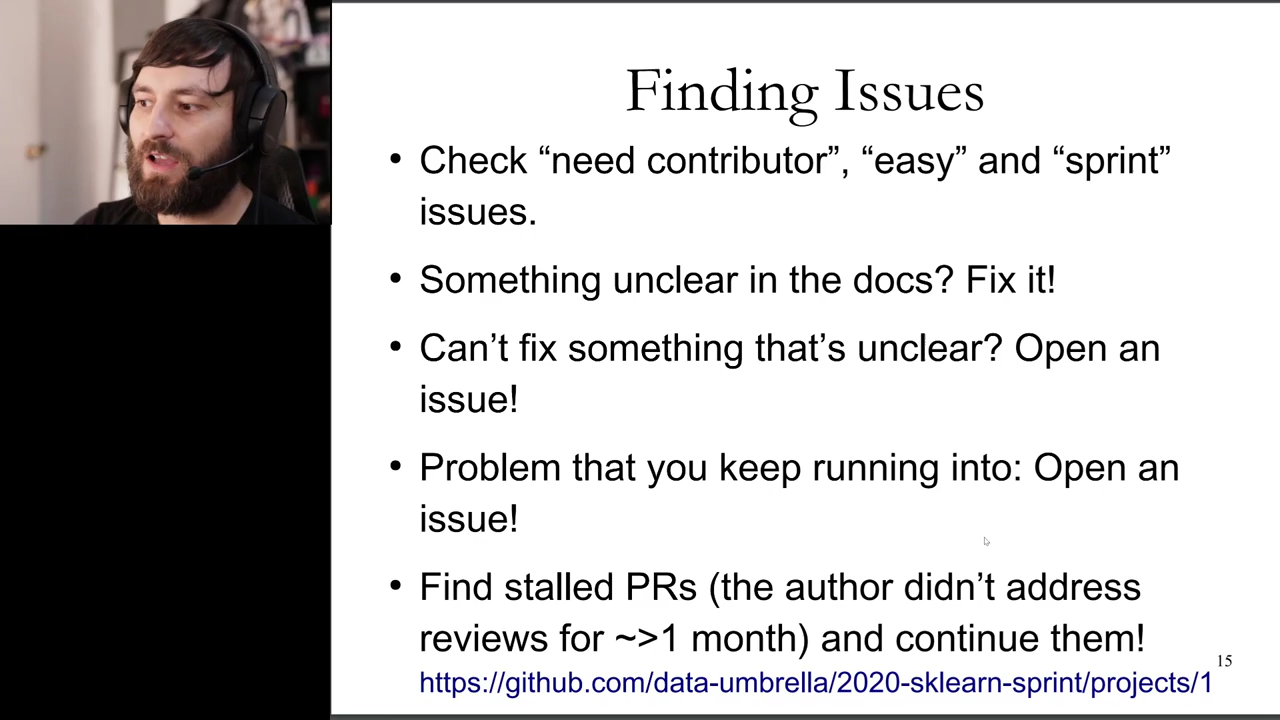 Finding Issues
• Check “need contributor”, “easy” and “sprint”
issues.
• Something unclear in the docs? Fix it!
• Can’t fix something that’s unclear? Open an
issue!
• Problem that you keep running into: Open an
issue!
• Find stalled PRs (the author didn’t address
reviews for ~>1 month) and continue them!
https://github.com/data-umbrella/2020-sklearn-sprint/projects/1
15